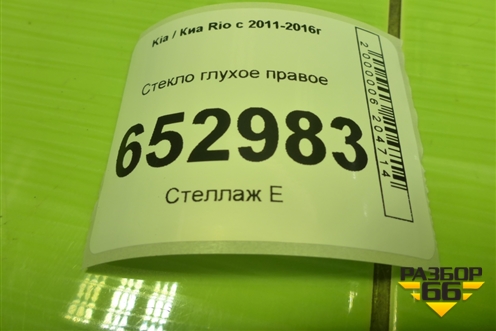 Kia / Киа Rio с 2011-2016г
Стекло глухое правое
652983
Стеллаж Е
2000006204714
РАЗБОР
66